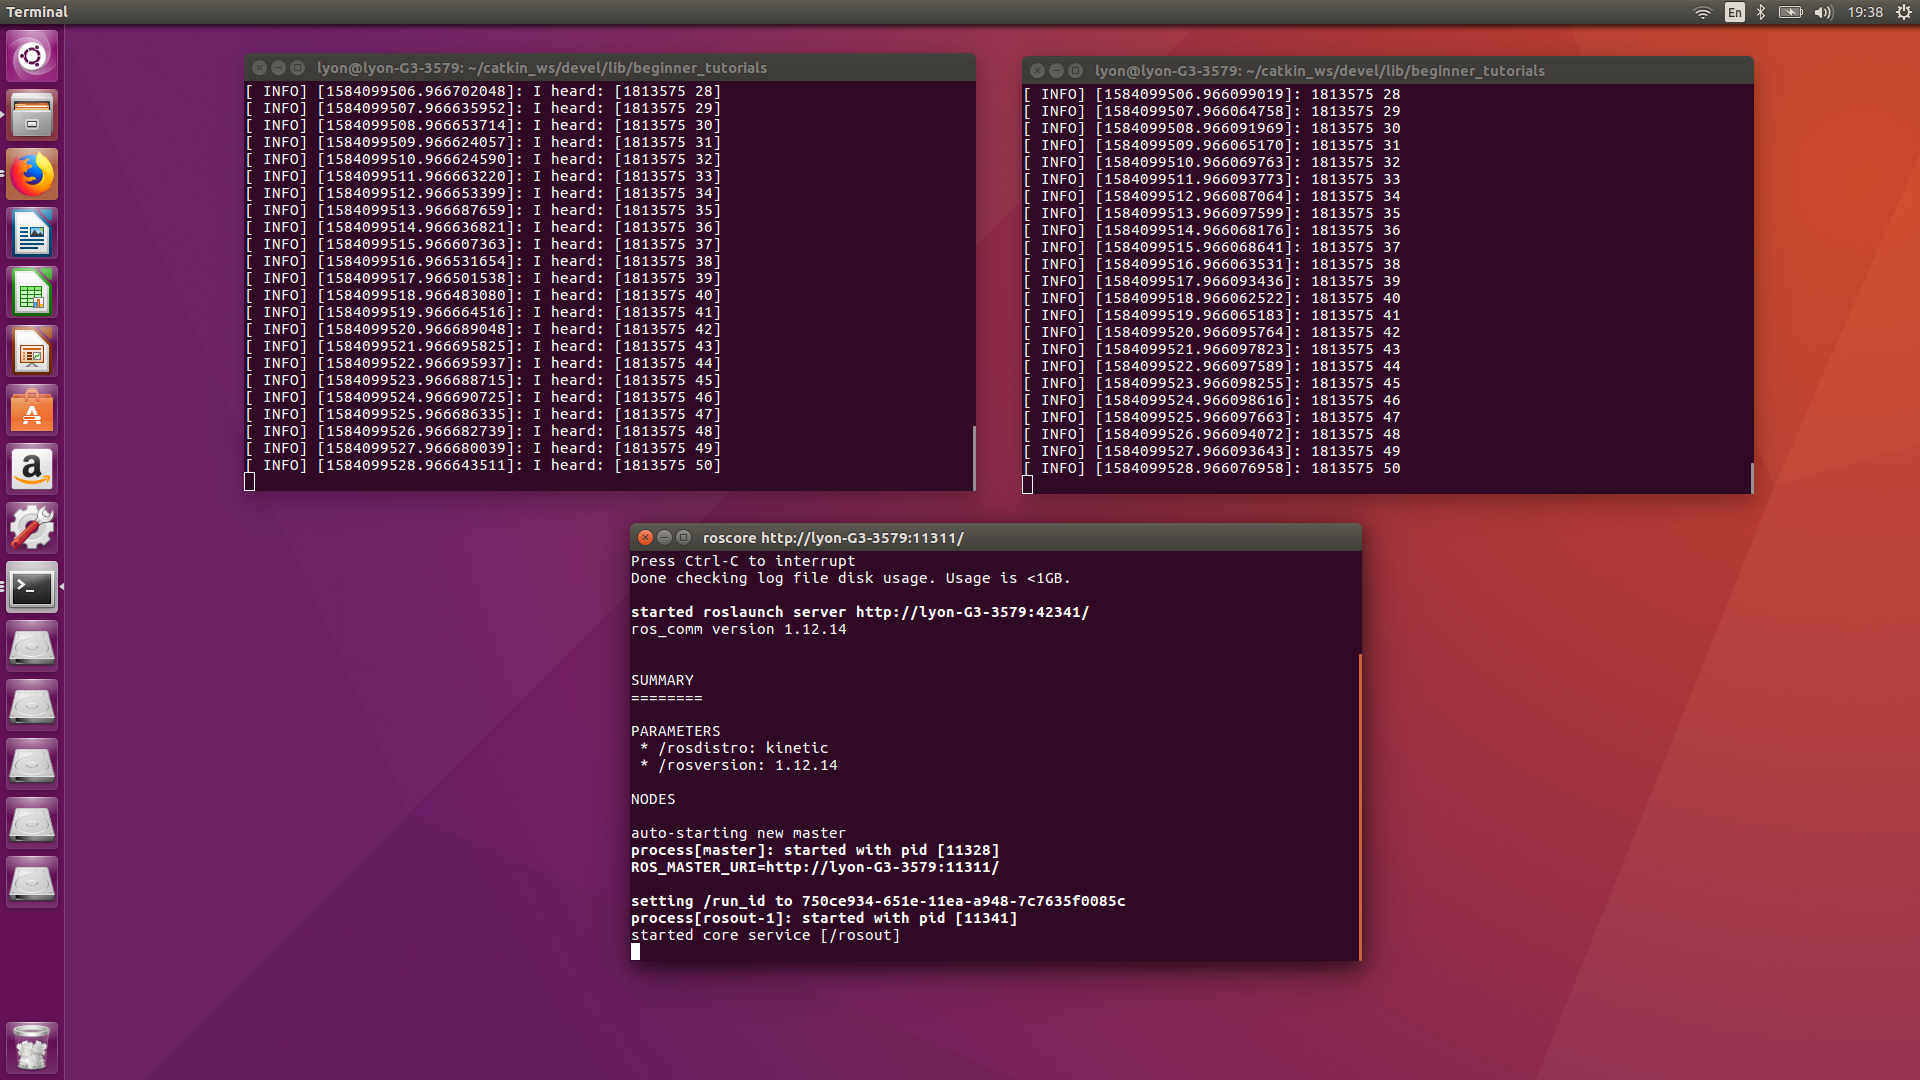 Terminal
En
19:38
lyon@lyon-G3-3579: ~/catkin_ws/devel/lib/beginner_tutorials
[ INFO] [1584099506.966702048]: I heard: [1813575 28]
[ INFO] [1584099507.966635952]: I heard: [1813575 29]
[ INFO] [1584099508.966653714]: I heard: [1813575 30]
[ INFO] [1584099509.966624057]: I heard: [1813575 31]
[ INFO] [1584099510.966624590]: I heard: [1813575 32]
[ INFO] [1584099511.966663220]: I heard: [1813575 33]
[ INFO] [1584099512.966653399]: I heard: [1813575 34]
[ INFO] [1584099513.966687659]: I heard: [1813575 35]
[ INFO] [1584099514.966636821]: I heard: [1813575 36]
[ INFO] [1584099515.966607363]: I heard: [1813575 37]
[ INFO] [1584099516.966531654]: I heard: [1813575 38]
[ INFO] [1584099517.966501538]: I heard: [1813575 39]
[ INFO] [1584099518.966483080]: I heard: [1813575 40]
[ INFO] [1584099519.966664516]: I heard: [1813575 41]
[ INFO] [1584099520.966689048]: I heard: [1813575 42]
[ INFO] [1584099521.966695825]: I heard: [1813575 43]
[ INFO] [1584099522.966695937]: I heard: [1813575 44]
[ INFO] [1584099523.966688715]: I heard: [1813575 45]
[ INFO] [1584099524.966690725]: I heard: [1813575 46]
[ INFO] [1584099525.966686335]: I heard: [1813575 47]
[ INFO] [1584099526.966682739]: I heard: [1813575 48]
[ INFO] [1584099527.966680039]: I heard: [1813575 49]
[ INFO] [1584099528.966643511]: I heard: [1813575 50]
lyon@lyon-G3-3579: ~/catkin_ws/devel/lib/beginner_tutorials
[ INFO] [1584099506.966099019]: 1813575 28
[ INFO] [1584099507.966064758]: 1813575 29
[ INFO] [1584099508.966091969]: 1813575 30
[ INFO] [1584099509.966065170]: 1813575 31
[ INFO] [1584099510.966069763]: 1813575 32
[ INFO] [1584099511.966093773]: 1813575 33
[ INFO] [1584099512.966087064]: 1813575 34
[ INFO] [1584099513.966097599]: 1813575 35
[ INFO] [1584099514.966068176]: 1813575 36
[ INFO] [1584099515.966068641]: 1813575 37
[ INFO] [1584099516.966063531]: 1813575 38
[ INFO] [1584099517.966093436]: 1813575 39
[ INFO] [1584099518.966062522]: 1813575 40
[ INFO] [1584099519.966065183]: 1813575 41
[ INFO] [1584099520.966095764]: 1813575 42
[ INFO] [1584099521.966097823]: 1813575 43
[ INFO] [1584099522.966097589]: 1813575 44
[ INFO] [1584099523.966098255]: 1813575 45
[ INFO] [1584099524.966098616]: 1813575 46
[ INFO] [1584099525.966097663]: 1813575 47
[ INFO] [1584099526.966094072]: 1813575 48
[ INFO] [1584099527.966093643]: 1813575 49
[ INFO] [1584099528.966076958]: 1813575 50
roscore http://lyon-G3-3579:11311/
Press Ctrl-C to interrupt
Done checking log file disk usage. Usage is <1GB.
started roslaunch server http://lyon-G3-3579:42341/
ros_comm version 1.12.14
SUMMARY
========
PARAMETERS
 * /rosdistro: kinetic
 * /rosversion: 1.12.14
NODES
auto-starting new master
process[master]: started with pid [11328]
ROS_MASTER_URI=http://lyon-G3-3579:11311/
setting /run_id to 750ce934-651e-11ea-a948-7c7635f0085c
process[rosout-1]: started with pid [11341]
started core service [/rosout]